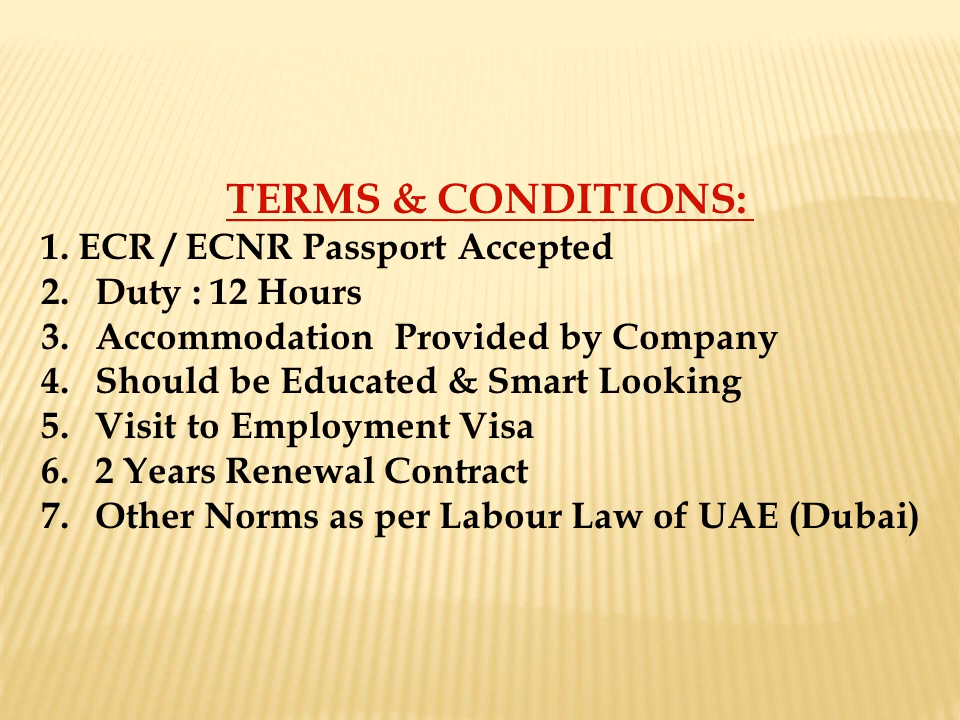 TERMS & CONDITIONS:
1. ECR / ECNR Passport Accepted
2. Duty : 12 Hours
3. Accommodation Provided by Company
4. Should be Educated & Smart Looking
5. Visit to Employment Visa
6. 2 Years Renewal Contract
7. Other Norms as per Labour Law of UAE (Dubai)